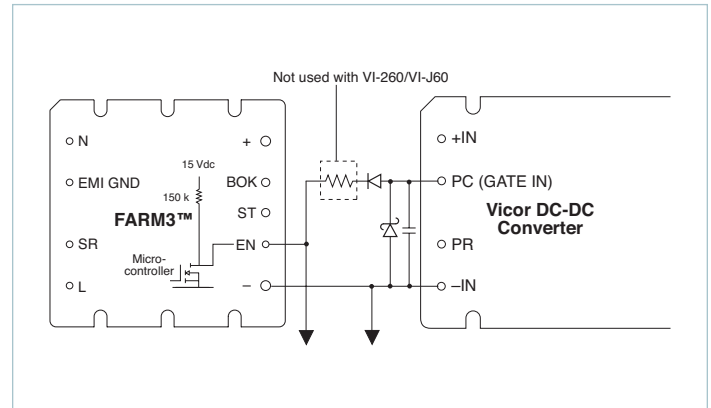 Not used with VI-260/VI-J60
N
EMI GND
SR
L
15 Vdc
150 k
FARM3™
Micro-
controller
+
BOK
ST
EN
–
+IN
PC (GATE IN)
Vicor DC-DC
Converter
PR
–IN